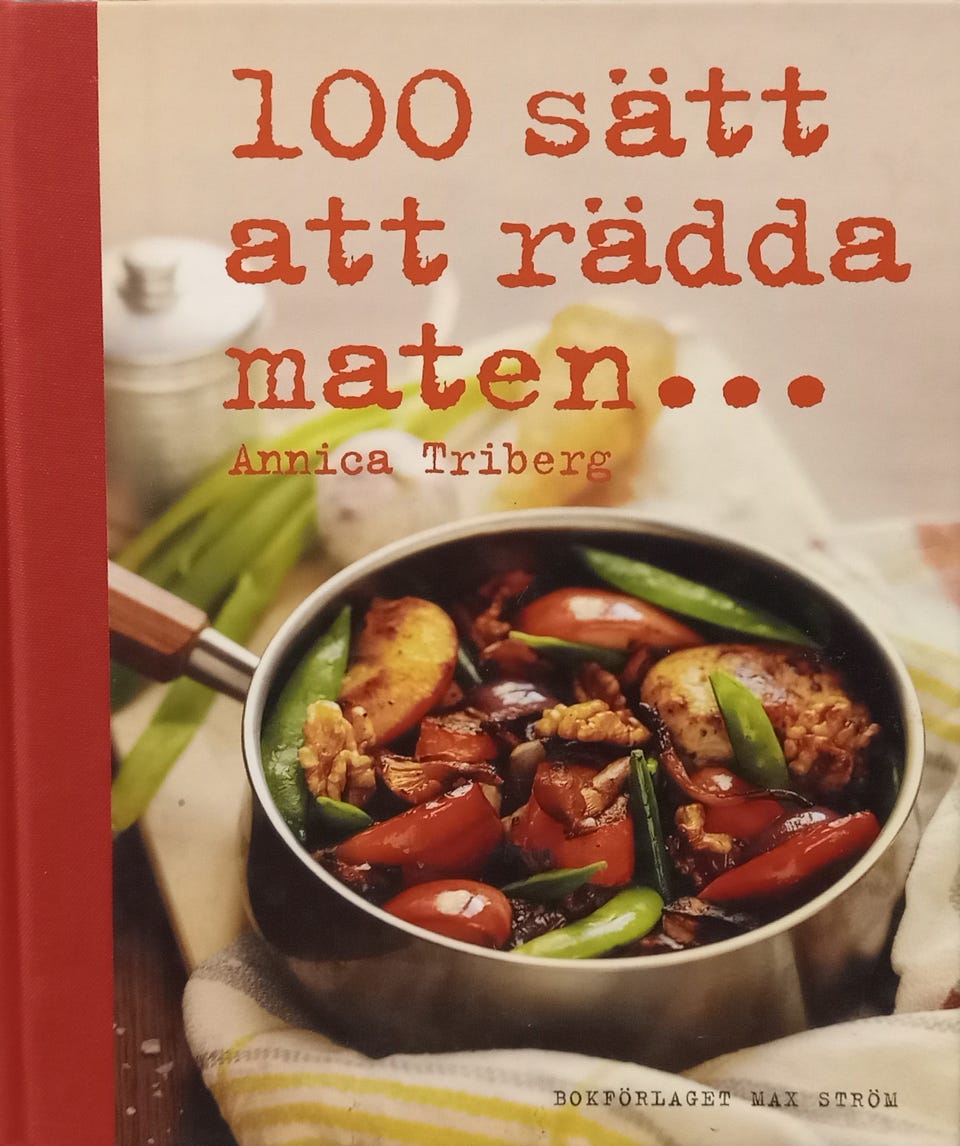 100 sätt
att rädda
maten...
Annica Triberg
BOKFÖRLAGET MAX STRÖM